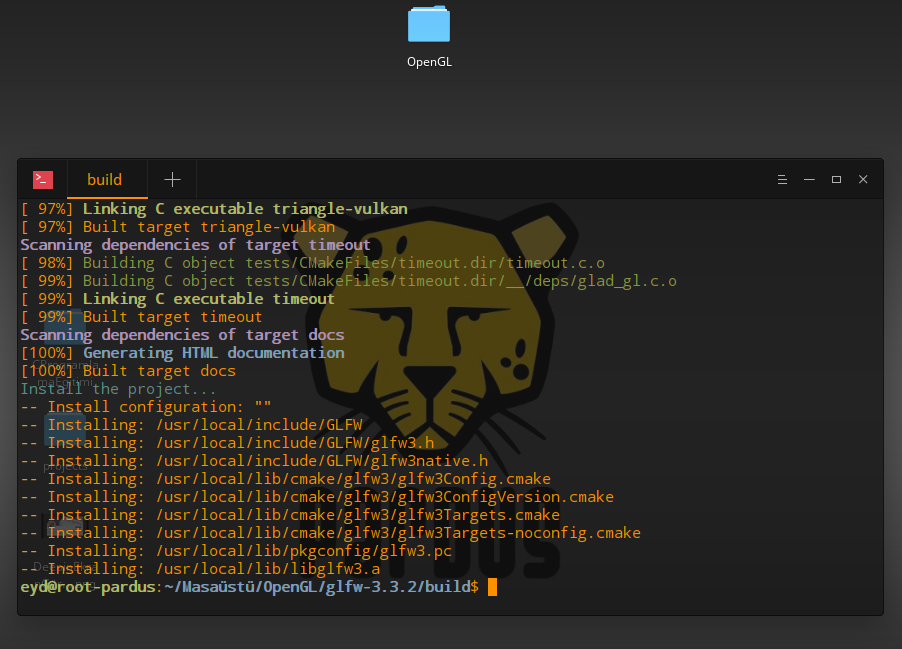 OpenGL
build
[ 97%] Linking C executable triangle-vulkan
[ 97%] Built target triangle-vulkan
Scanning dependencies of target timeout
[ 98%] Building C object tests/CMakeFiles/timeout.dir/timeout.c.o
[ 99%] Building C object tests/CMakeFiles/timeout.dir/__/deps/glad_gl.c.o
[ 99%] Linking C executable timeout
[ 99%] Built target timeout
Scanning dependencies of target docs
[100%] Generating HTML documentation
[100%] Built target docs
Install the project...
-- Install configuration: ""
-- Installing: /usr/local/include/GLFW
-- Installing: /usr/local/include/GLFW/glfw3.h
-- Installing: /usr/local/include/GLFW/glfw3native.h
-- Installing: /usr/local/lib/cmake/glfw3/glfw3Config.cmake
-- Installing: /usr/local/lib/cmake/glfw3/glfw3ConfigVersion.cmake
-- Installing: /usr/local/lib/cmake/glfw3/glfw3Targets.cmake
-- Installing: /usr/local/lib/cmake/glfw3/glfw3Targets-noconfig.cmake
-- Installing: /usr/local/lib/pkgconfig/glfw3.pc
-- Installing: /usr/local/lib/libglfw3.a
eyd@root-pardus:~/Masaüstü/OpenGL/glfw-3.3.2/build$